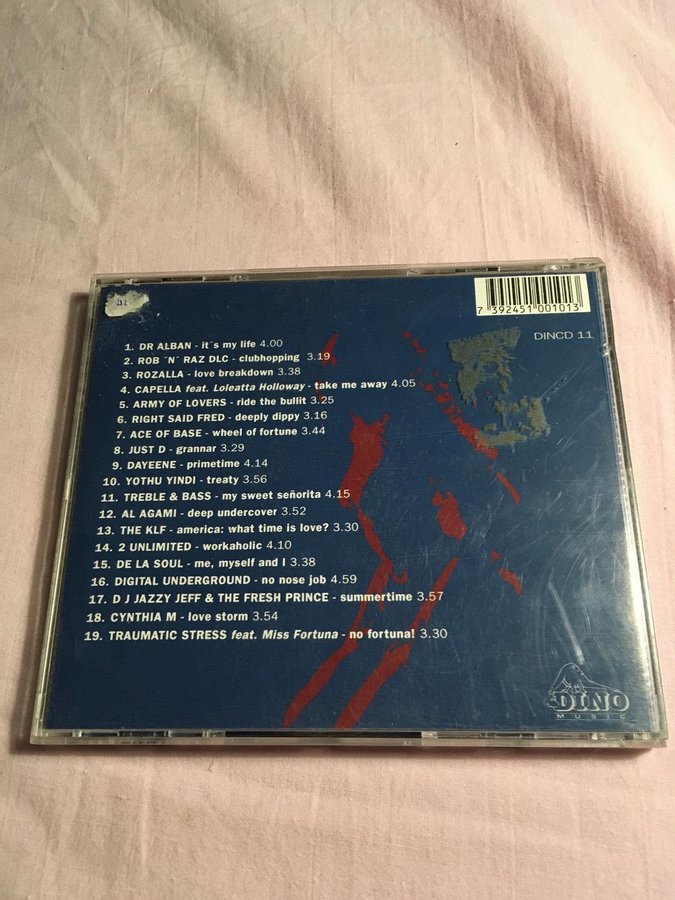 7 392451 001013
DINCD 11
1. DR ALBAN - it´s my life 4.00
2. ROB ´N´ RAZ DLC - clubhopping 3.19
3. ROZALLA - love breakdown 3.38
4. CAPELLA feat. Loleatta Holloway - take me away 4.05
5. ARMY OF LOVERS - ride the bullit 3.25
6. RIGHT SAID FRED - deeply dippy 3.16
7. ACE OF BASE - wheel of fortune 3.44
8. JUST D - grannar 3.29
9. DAYEENE - primetime 4.14
10. YOTHU YINDI - treaty 3.56
11. TREBLE & BASS - my sweet señorita 4.15
12. AL AGAMI - deep undercover 3.52
13. THE KLF - america: what time is love? 3.30
14. 2 UNLIMITED - workaholic 4.10
15. DE LA SOUL - me, myself and I 3.38
16. DIGITAL UNDERGROUND - no nose job 4.59
17. D J JAZZY JEFF & THE FRESH PRINCE - summertime 3.57
18. CYNTHIA M - love storm 3.54
19. TRAUMATIC STRESS feat. Miss Fortuna - no fortuna! 3.30
DINO
MUSIC